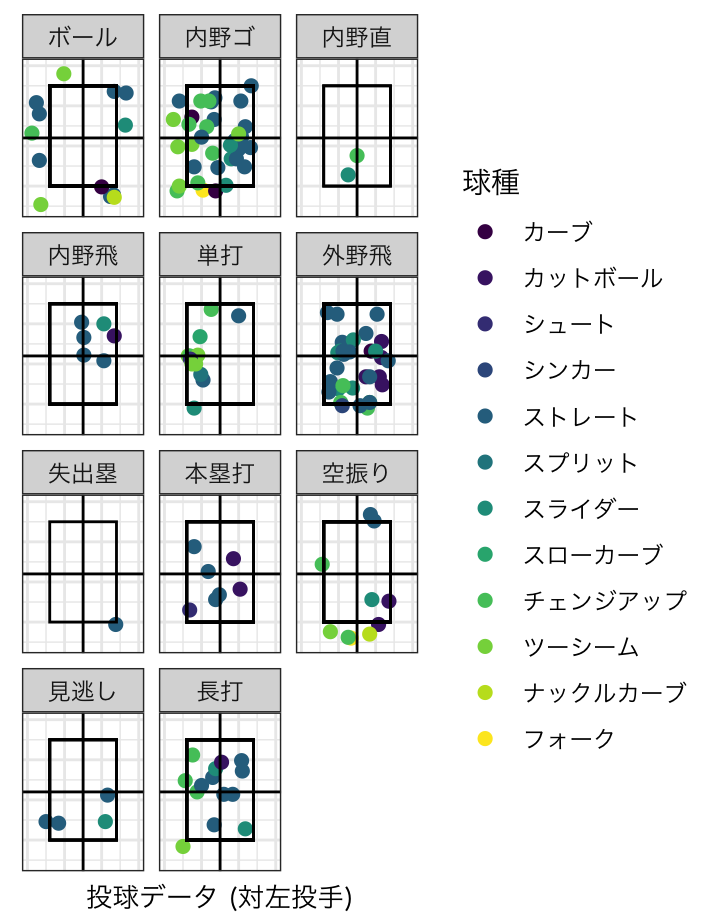 ボール
内野ゴ
内野直
内野飛
単打
外野飛
失出塁
本塁打
空振り
見逃し
長打
球種
カーブ
カットボール
シュート
シンカー
ストレート
スプリット
スライダー
スローカーブ
チェンジアップ
ツーシーム
ナックルカーブ
フォーク
投球データ (対左投手)